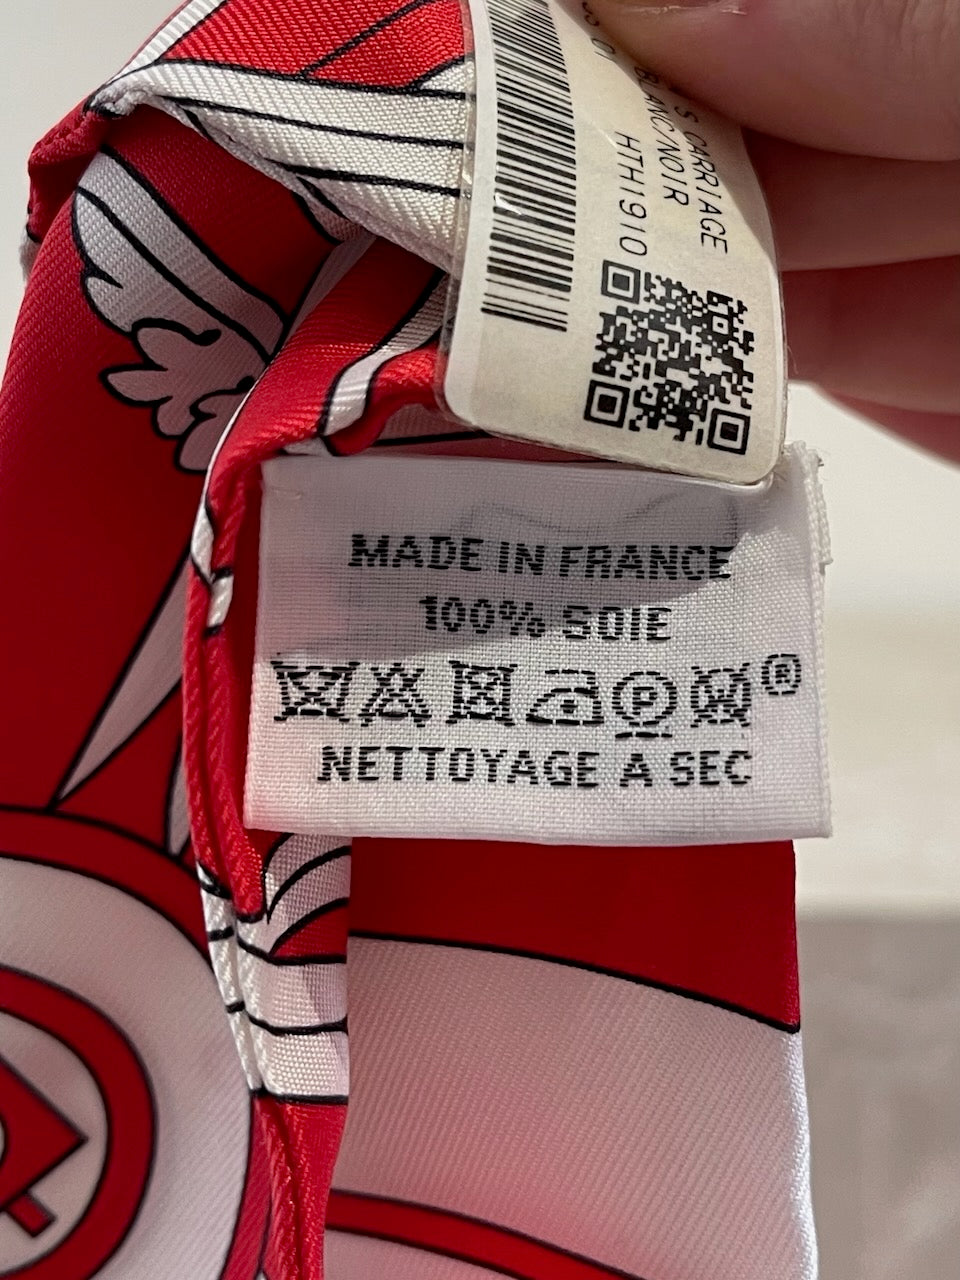 S CARRIAGE
BLANC/NOIR
HTH1910
MADE IN FRANCE
100% SOIE
®
NETTOYAGE A SEC